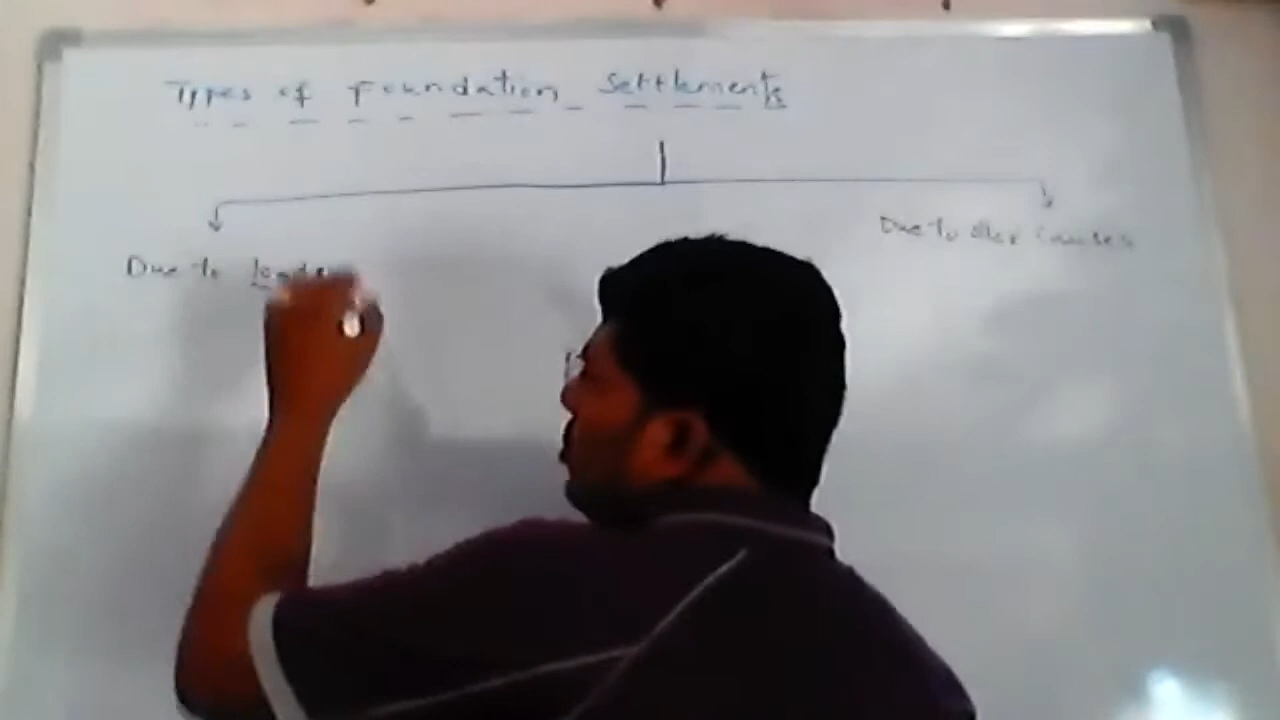 Types of Foundation Settlements
Due to Loads
Due to other Causes